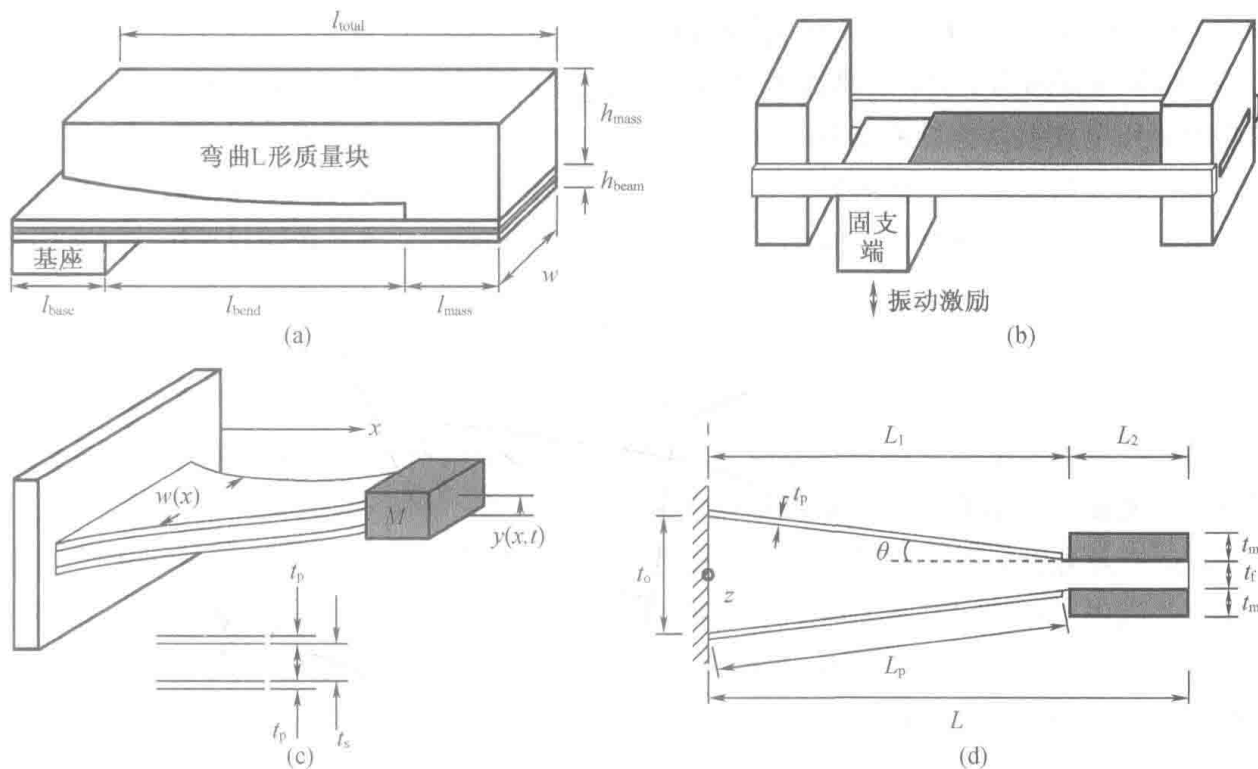 l_total
h_mass
弯曲L形质量块
h_beam
基座
w
l_base
l_bend
l_mass
(a)
固支
端
振动激励
(b)
x
w(x)
M
y(x,t)
t_p
t_p
t_s
(c)
L_1
L_2
t_p
θ
t_m
t_f
t_m
t_o
z
L_p
L
(d)